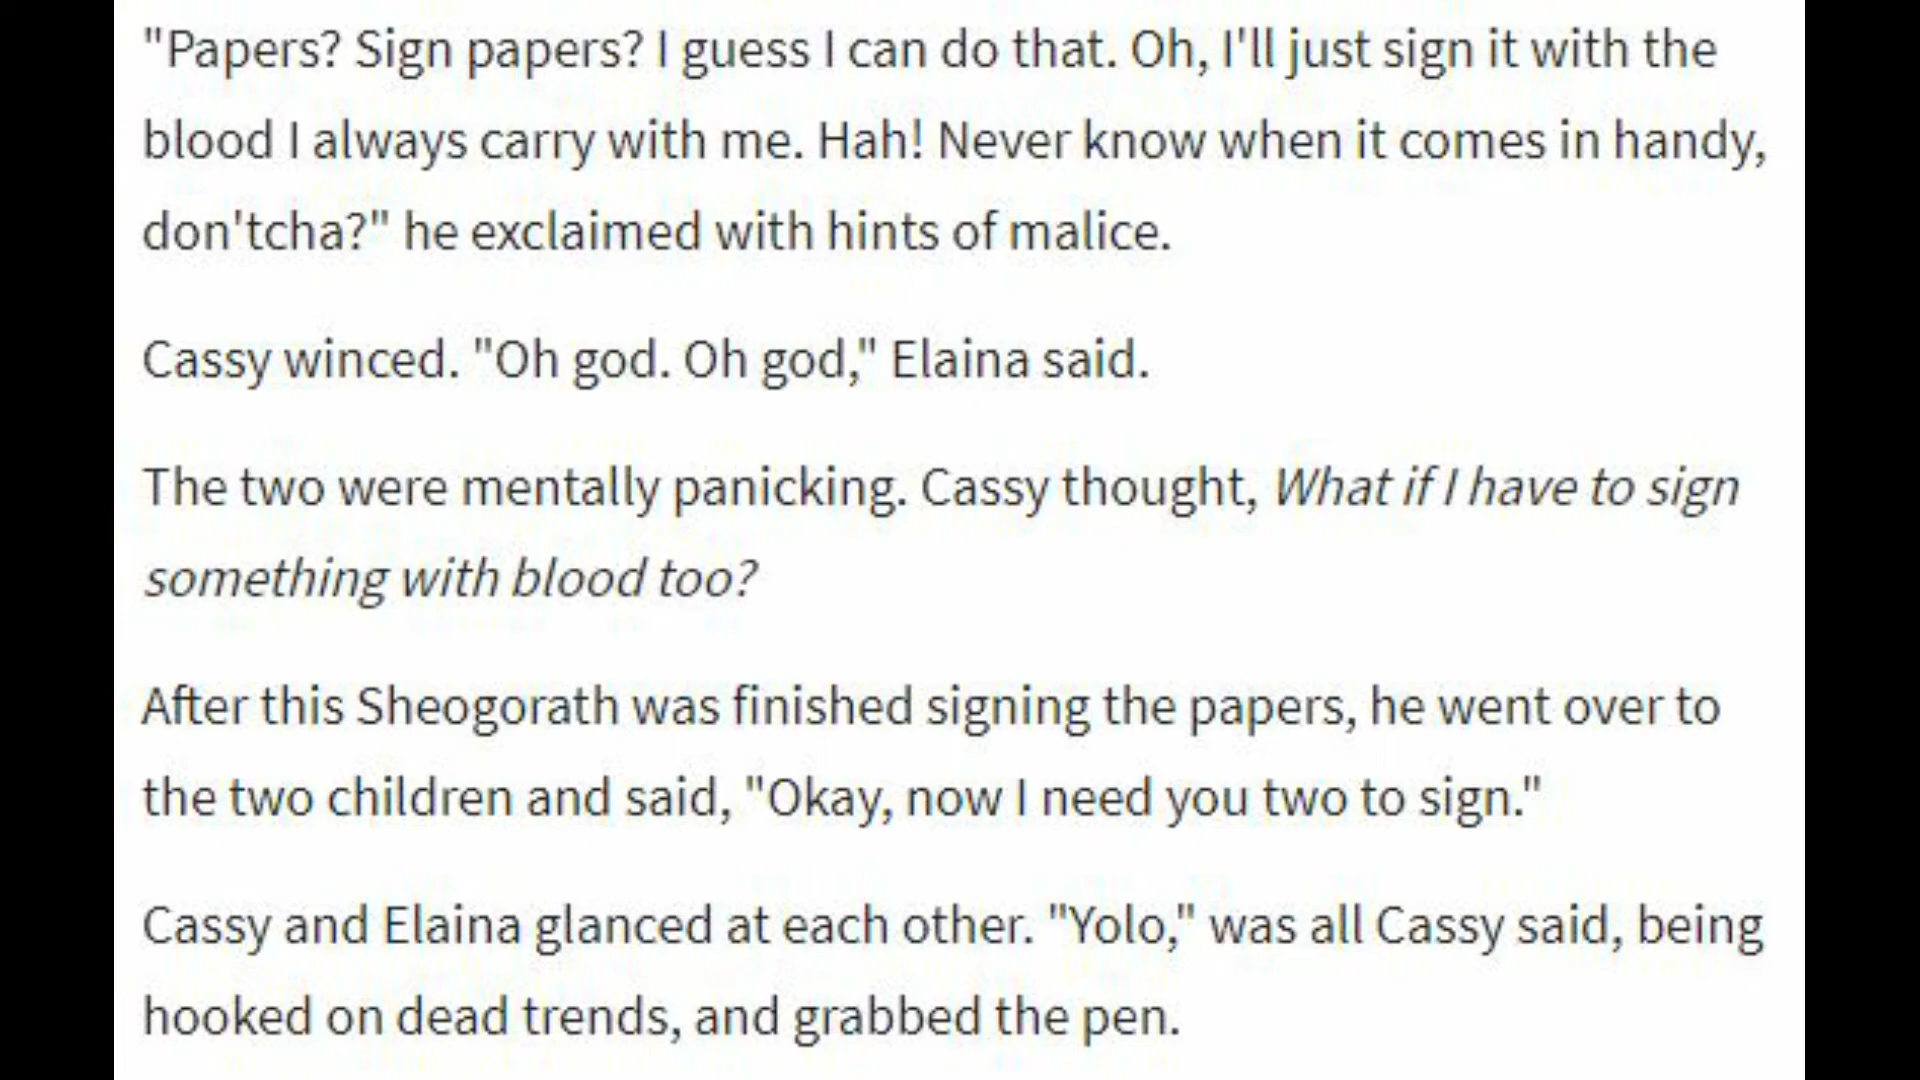 "Papers? Sign papers? I guess I can do that. Oh, I'll just sign it with the
blood I always carry with me. Hah! Never know when it comes in handy,
don'tcha?" he exclaimed with hints of malice.
Cassy winced. "Oh god. Oh god," Elaina said.
The two were mentally panicking. Cassy thought, What if I have to sign
something with blood too?
After this Sheogorath was finished signing the papers, he went over to
the two children and said, "Okay, now I need you two to sign."
Cassy and Elaina glanced at each other. "Yolo," was all Cassy said, being
hooked on dead trends, and grabbed the pen.